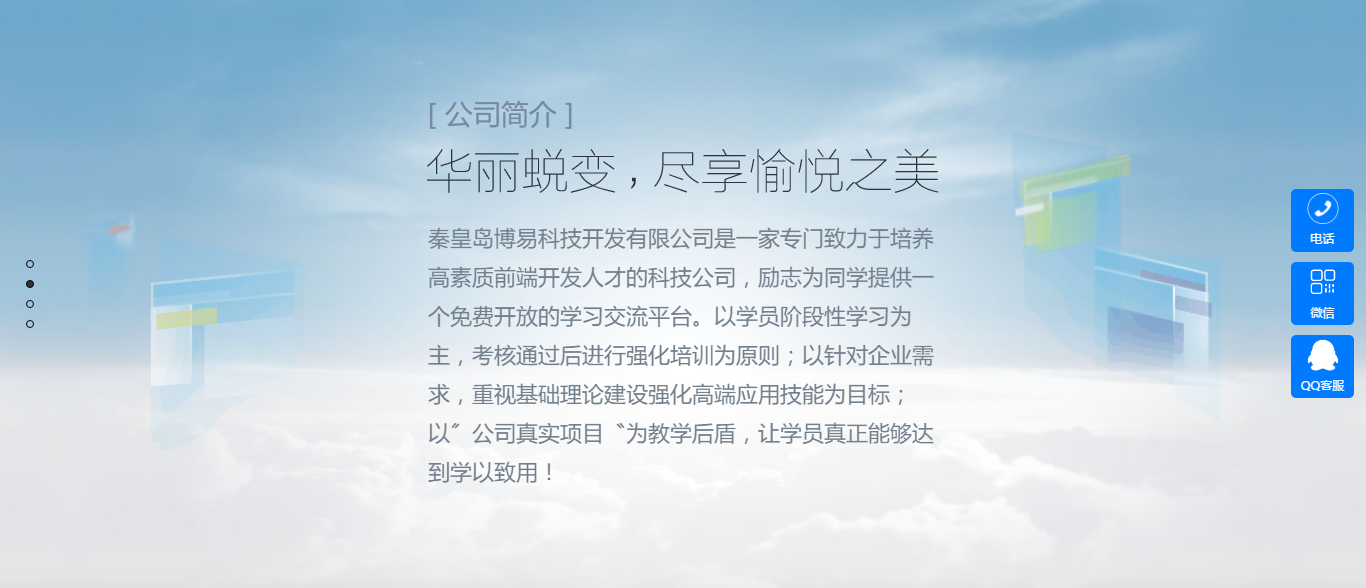 [ 公司简介 ]
华丽蜕变，尽享愉悦之美
秦皇岛博易科技开发有限公司是一家专门致力于培养
高素质前端开发人才的科技公司，励志为同学提供一
个免费开放的学习交流平台。以学员阶段性学习为
主，考核通过后进行强化培训为原则；以针对企业需
求，重视基础理论建设强化高端应用技能为目标；
以〞公司真实项目〝为教学后盾，让学员真正能够达
到学以致用！
电话
微信
QQ客服